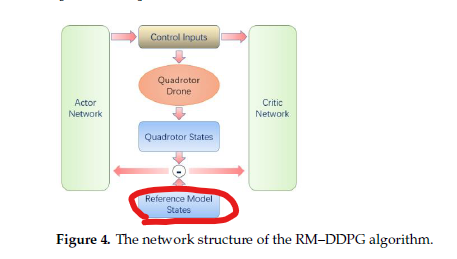 Control Inputs
Quadrotor
Drone
Actor
Network
Critic
Network
Quadrotor States
-
Reference Model
States
Figure 4. The network structure of the RM–DDPG algorithm.